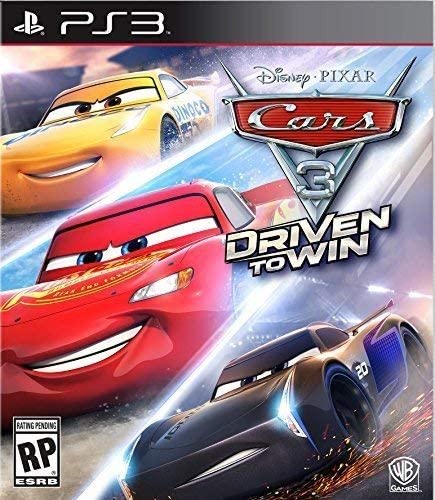 PS3
Disney · PIXAR
Cars
3
DRIVEN
TO WIN
DINOCO
20
RATING PENDING
RP
ESRB
WB
GAMES